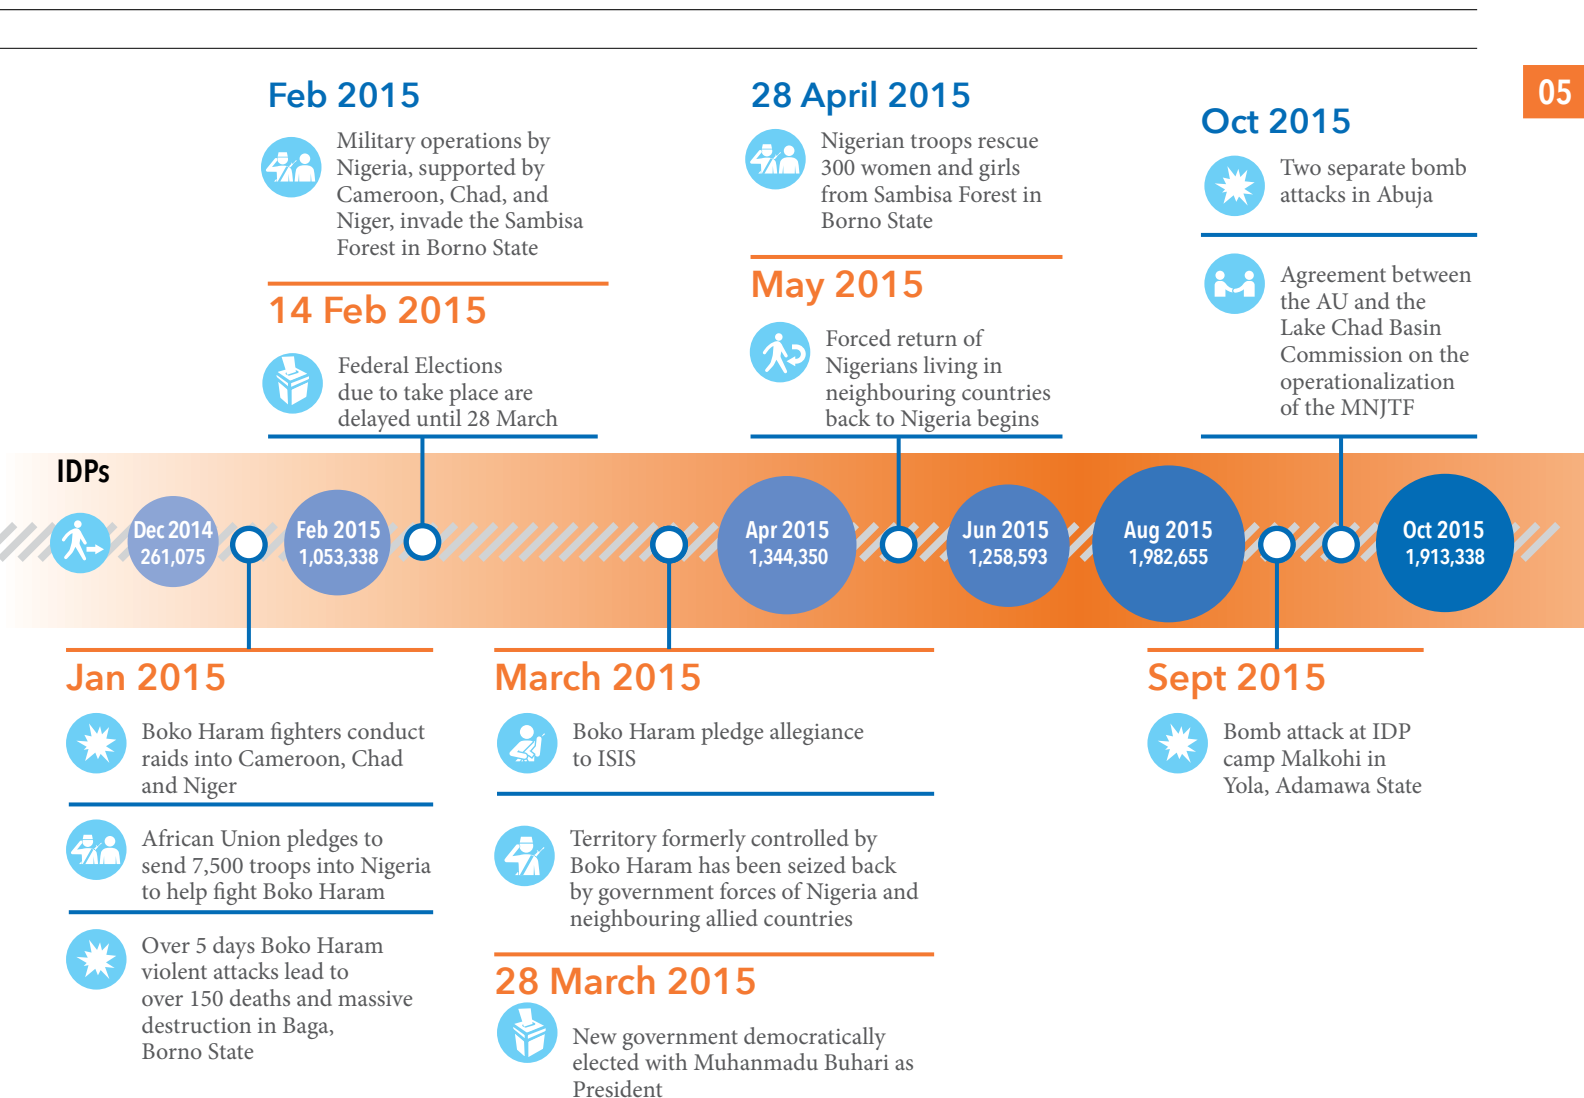 05
Feb 2015
Military operations by
Nigeria, supported by
Cameroon, Chad, and
Niger, invade the Sambisa
Forest in Borno State
14 Feb 2015
Federal Elections
due to take place are
delayed until 28 March
28 April 2015
Nigerian troops rescue
300 women and girls
from Sambisa Forest in
Borno State
May 2015
Forced return of
Nigerians living in
neighbouring countries
back to Nigeria begins
Oct 2015
Two separate bomb
attacks in Abuja
Agreement between
the AU and the
Lake Chad Basin
Commission on the
operationalization
of the MNJTF
IDPs
Dec 2014
261,075
Feb 2015
1,053,338
Apr 2015
1,344,350
Jun 2015
1,258,593
Aug 2015
1,982,655
Oct 2015
1,913,338
Jan 2015
Boko Haram fighters conduct
raids into Cameroon, Chad
and Niger
African Union pledges to
send 7,500 troops into Nigeria
to help fight Boko Haram
Over 5 days Boko Haram
violent attacks lead to
over 150 deaths and massive
destruction in Baga,
Borno State
March 2015
Boko Haram pledge allegiance
to ISIS
Territory formerly controlled by
Boko Haram has been seized back
by government forces of Nigeria and
neighbouring allied countries
28 March 2015
New government democratically
elected with Muhanmadu Buhari as
President
Sept 2015
Bomb attack at IDP
camp Malkohi in
Yola, Adamawa State